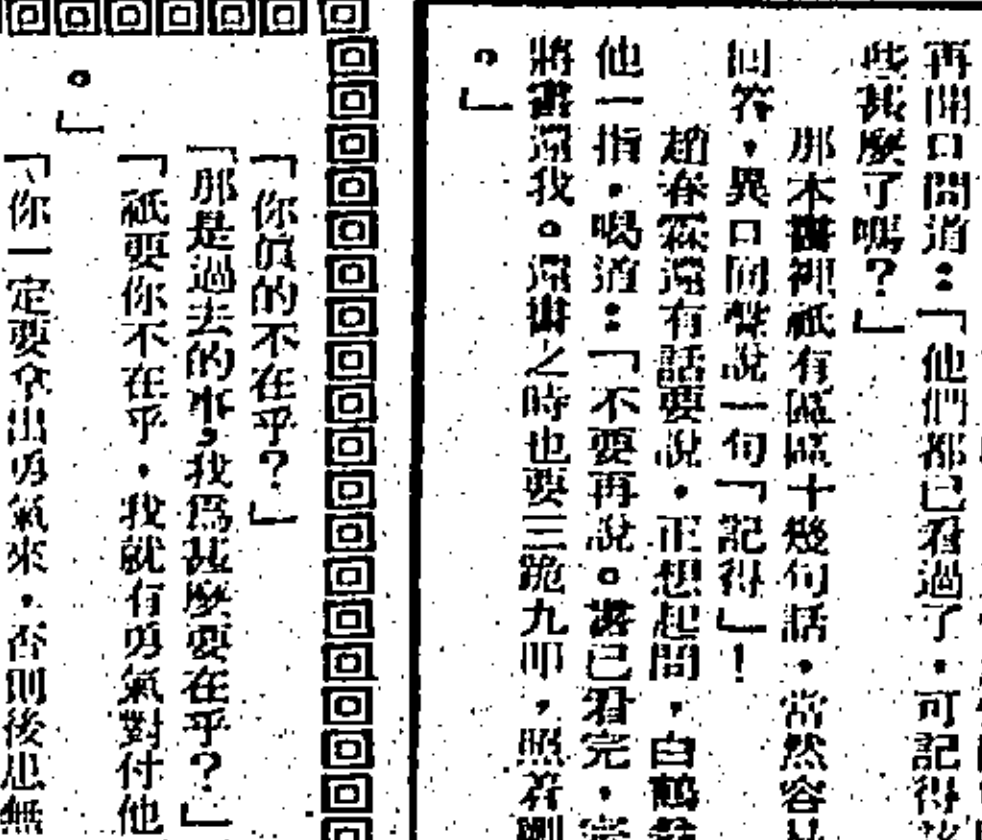 再開口問道：「他們都已看過了，可記得
些甚麼了嗎？」
那本書裡祇有區區十幾句話，當然容
回答，異口同聲說一句「記得」！
趙春霖還有話要說，正想起問，白鶴
他一指，喝道：「不要再說。書已看完，
將書還我。還書之時也要三跪九叩，照着
。」
「你真的不在乎？」
「那是過去的事，我爲甚麼要在乎？」
「祇要你不在乎，我就有勇氣對付他
。」
「你一定要拿出勇氣來，否則後患無